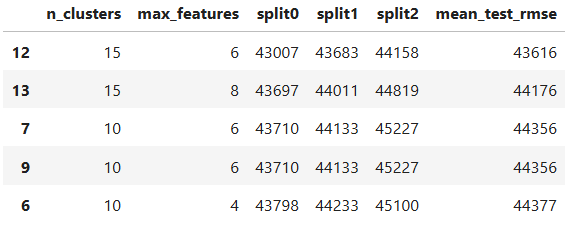 n_clusters max_features split0 split1 split2 mean_test_rmse
12 15 6 43007 43683 44158 43616
13 15 8 43697 44011 44819 44176
7 10 6 43710 44133 45227 44356
9 10 6 43710 44133 45227 44356
6 10 4 43798 44233 45100 44377